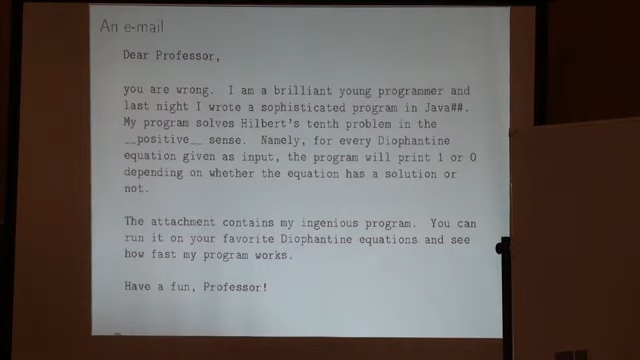 An e-mail
Dear Professor,
you are wrong. I am a brilliant young programmer and
last night I wrote a sophisticated program in Java##.
My program solves Hilbert's tenth problem in the
__positive__ sense. Namely, for every Diophantine
equation given as input, the program will print 1 or 0
depending on whether the equation has a solution or
not.
The attachment contains my ingenious program. You can
run it on your favorite Diophantine equations and see
how fast my program works.
Have a fun, Professor!